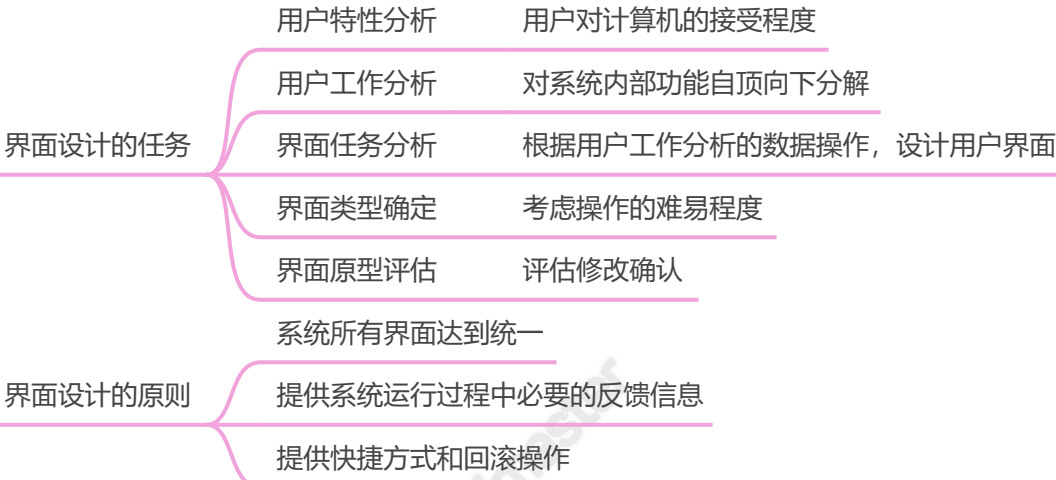 用户特性分析 用户对计算机的接受程度
用户工作分析 对系统内部功能自顶向下分解
界面设计的任务 界面任务分析 根据用户工作分析的数据操作，设计用户界面
界面类型确定 考虑操作的难易程度
界面原型评估 评估修改确认
系统所有界面达到统一
界面设计的原则 提供系统运行过程中必要的反馈信息
提供快捷方式和回滚操作